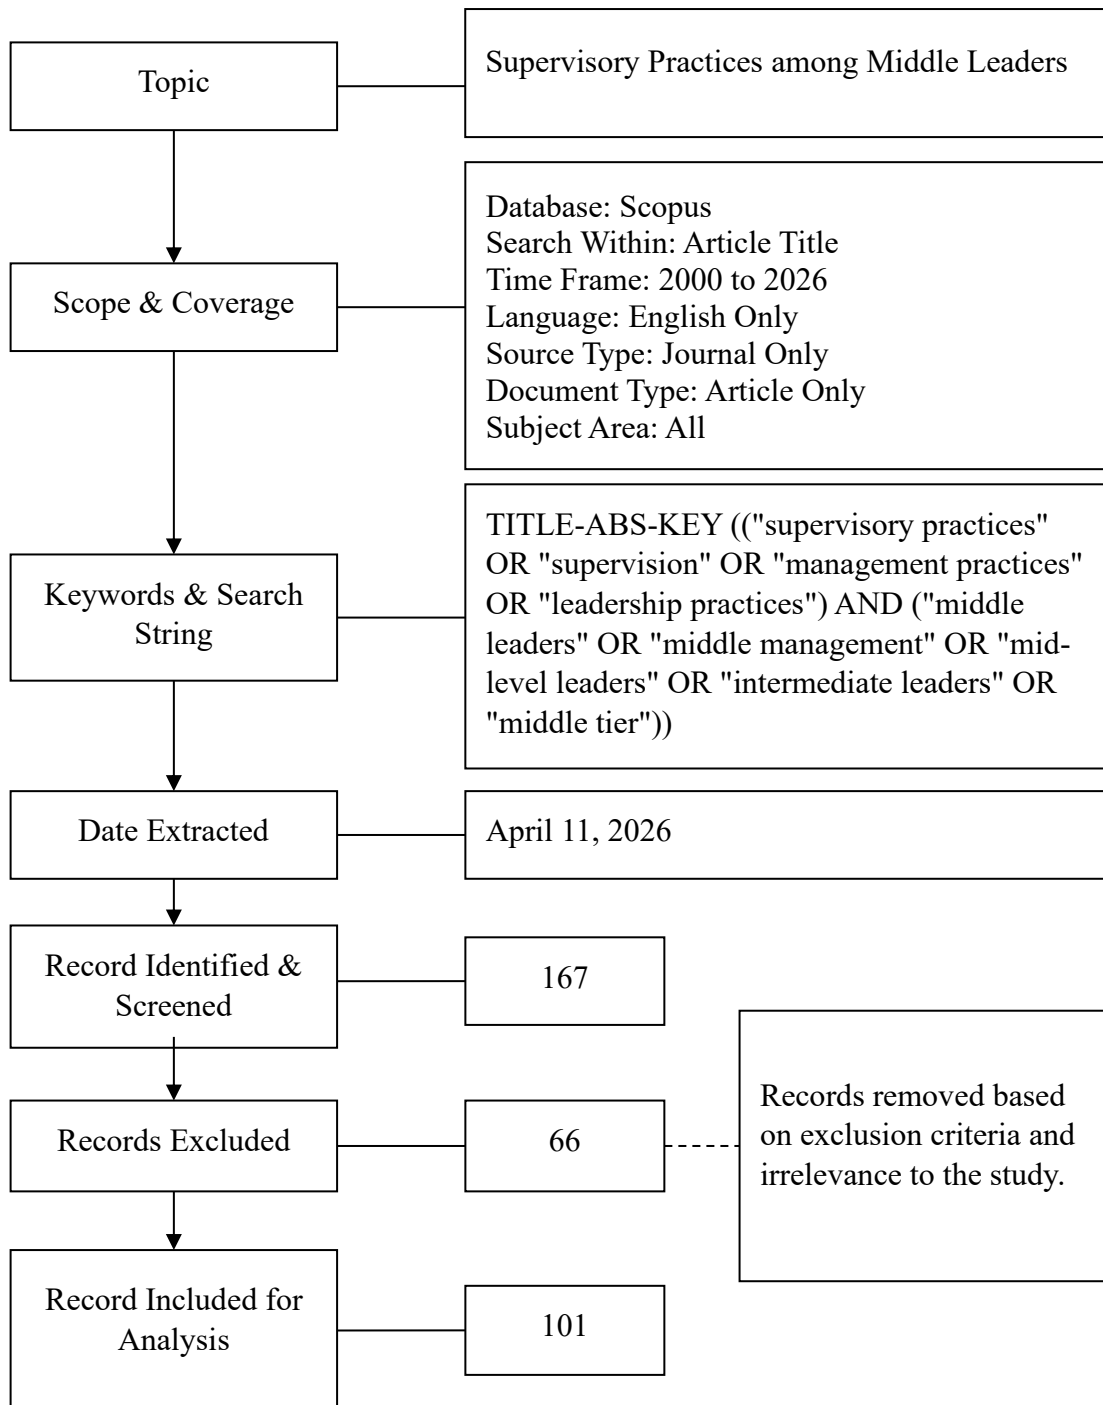 Topic
Supervisory Practices among Middle Leaders
Scope & Coverage
Database: Scopus
Search Within: Article Title
Time Frame: 2000 to 2026
Language: English Only
Source Type: Journal Only
Document Type: Article Only
Subject Area: All
Keywords & Search
String
TITLE-ABS-KEY (("supervisory practices"
OR "supervision" OR "management practices"
OR "leadership practices") AND ("middle
leaders" OR "middle management" OR "mid-
level leaders" OR "intermediate leaders" OR
"middle tier"))
Date Extracted
April 11, 2026
Record Identified &
Screened
167
Records Excluded
66
Records removed based
on exclusion criteria and
irrelevance to the study.
Record Included for
Analysis
101